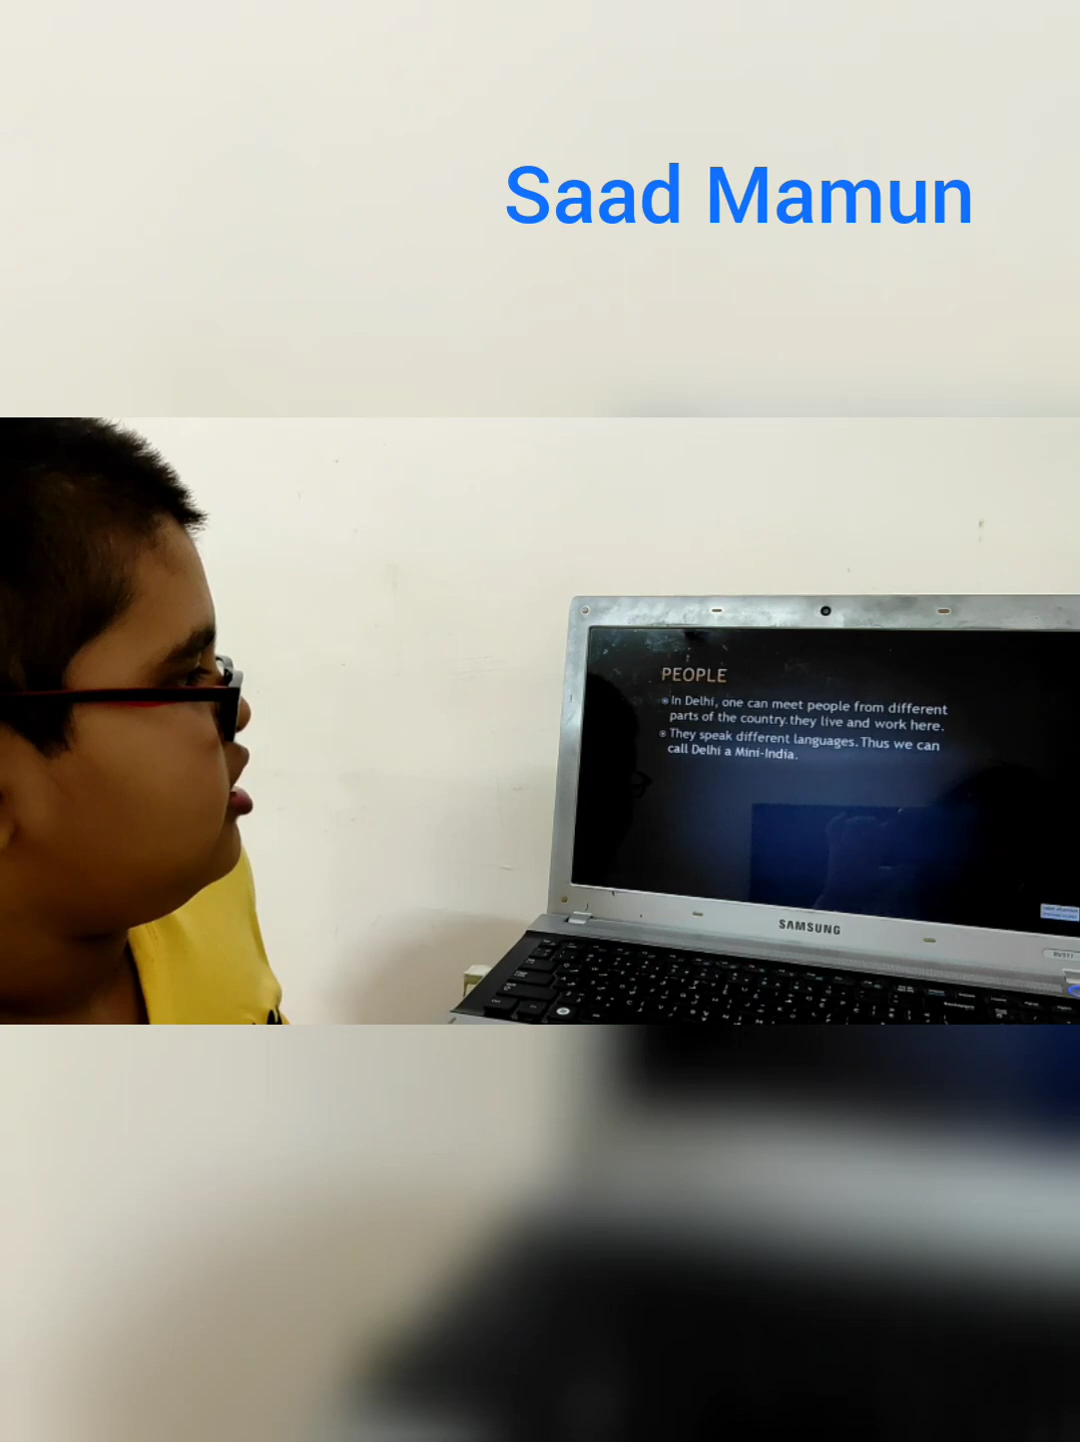 Saad Mamun
PEOPLE
In Delhi, one can meet people from different
parts of the country.they live and work here.
They speak different languages. Thus we can
call Delhi a Mini-India.
SAMSUNG
RV511